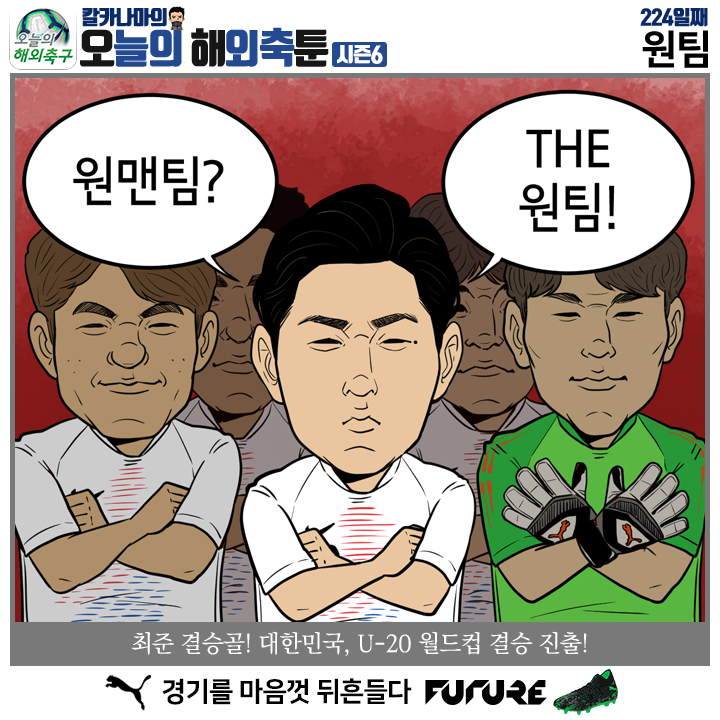 오늘의
해외축구
칼카나마의
오늘의 해외축툰
시즌6
224일째
원팀
원맨팀?
THE
원팀!
최준 결승골! 대한민국, U-20 월드컵 결승 진출!
경기를 마음껏 뒤흔들다 FUTURE